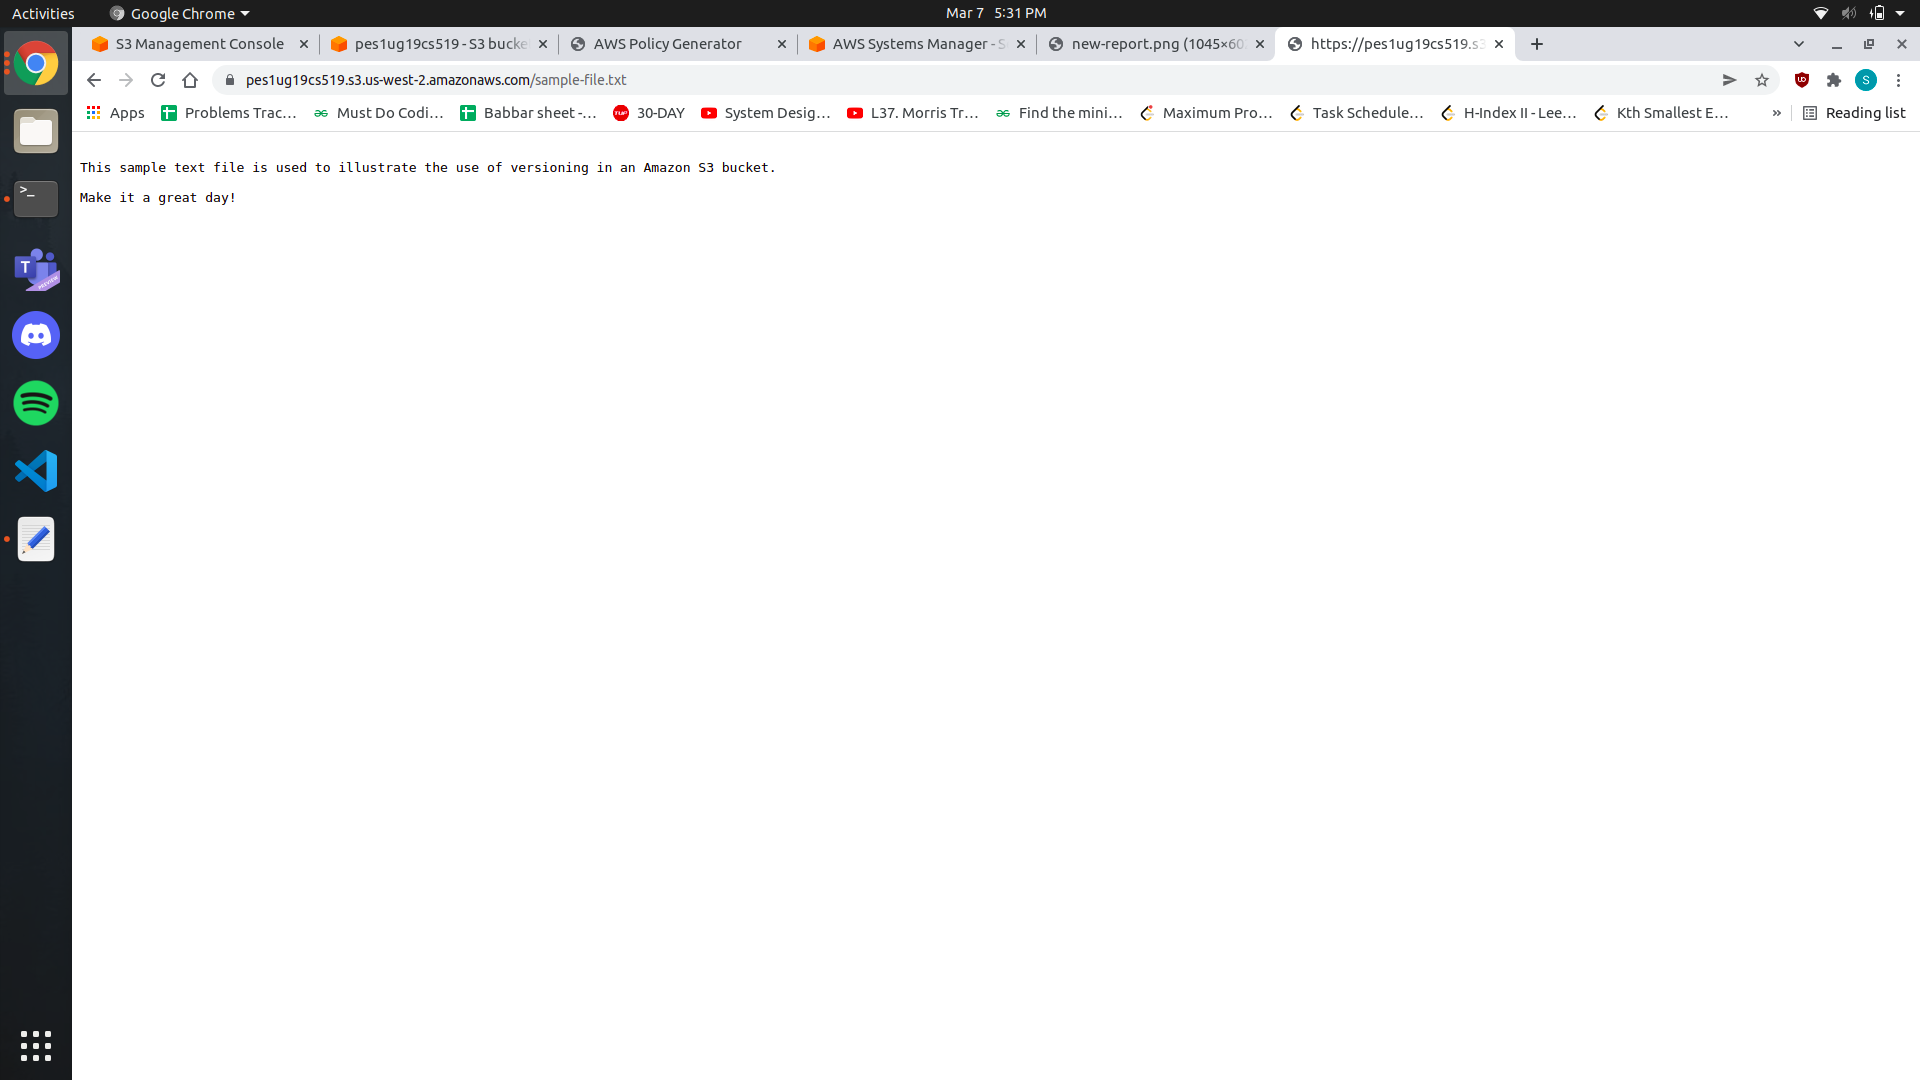 Activities Google Chrome Mar 7 5:31 PM
S3 Management Console pes1ug19cs519 - S3 bucke AWS Policy Generator AWS Systems Manager - S new-report.png (1045×60 https://pes1ug19cs519.s3
pes1ug19cs519.s3.us-west-2.amazonaws.com/sample-file.txt S
Apps Problems Trac... Must Do Codi... Babbar sheet -... 30-DAY System Desig... L37. Morris Tr... Find the mini... Maximum Pro... Task Schedule... H-Index II - Lee... Kth Smallest E... » Reading list
This sample text file is used to illustrate the use of versioning in an Amazon S3 bucket.
Make it a great day!
>_
T